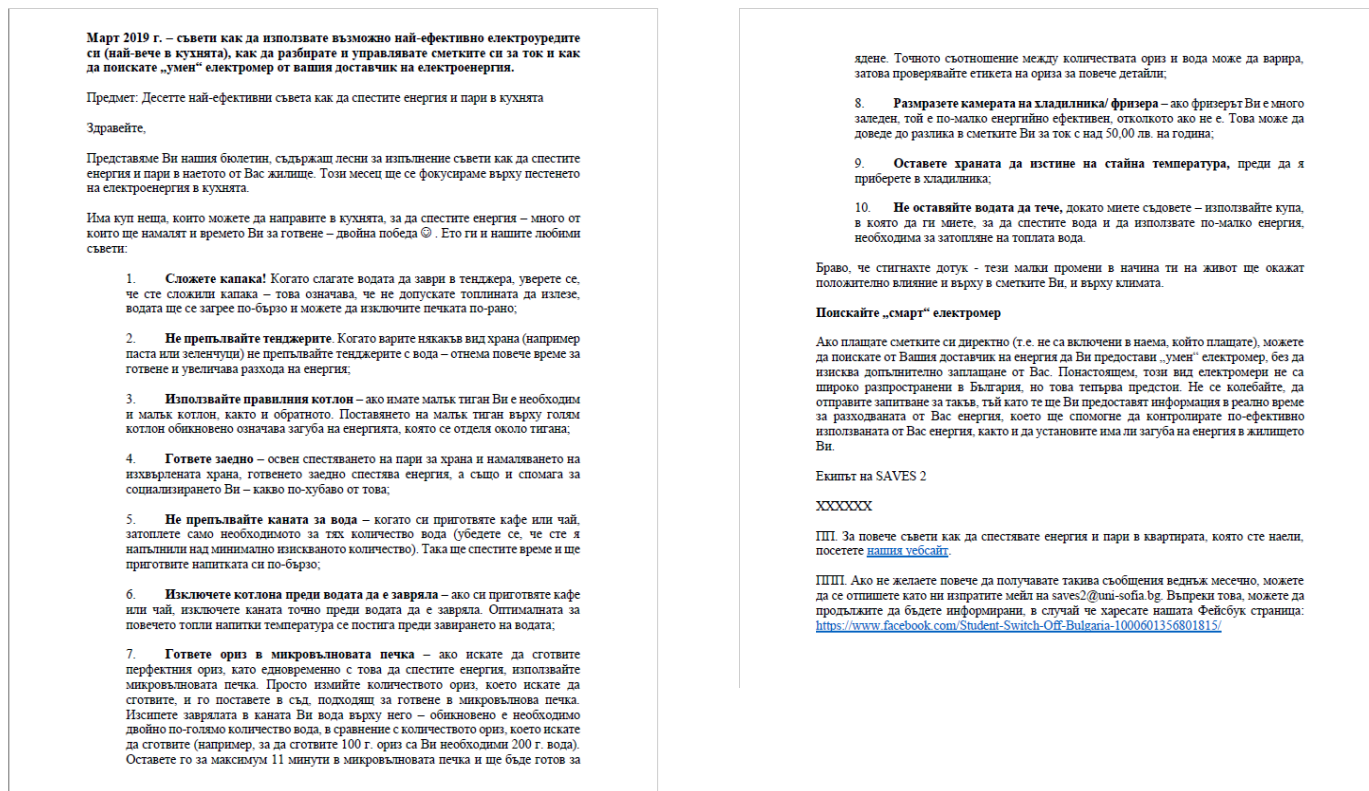 Март 2019 г. – съвети как да използвате възможно най-ефективно електроуредите
си (най-вече в кухнята), как да разбирате и управлявате сметките си за ток и как
да поискате „умен“ електромер от вашия доставчик на електроенергия.
Предмет: Десетте най-ефективни съвета как да спестите енергия и пари в кухнята
Здравейте,
Представяме Ви нашия бюлетин, съдържащ лесни за изпълнение съвети как да спестите
енергия и пари в наетото от Вас жилище. Този месец ще се фокусираме върху пестенето
на електроенергия в кухнята.
Има куп неща, които можете да направите в кухнята, за да спестите енергия – много от
които ще намалят и времето Ви за готвене – двойна победа ☺ . Ето ги и нашите любими
съвети:
1. Сложете капака! Когато слагате водата да заври в тенджера, уверете се,
че сте сложили капака – това означава, че не допускате топлината да излезе,
водата ще се загрее по-бързо и можете да изключите печката по-рано;
2. Не препълвайте тенджерите. Когато варите някакъв вид храна (например
паста или зеленчуци) не препълвайте тенджерите с вода – отнема повече време за
готвене и увеличава разхода на енергия;
3. Използвайте правилния котлон – ако имате малък тиган Ви е необходим
и малък котлон, както и обратното. Поставянето на малък тиган върху голям
котлон обикновено означава загуба на енергията, която се отделя около тигана;
4. Гответе заедно – освен спестяването на пари за храна и намаляването на
изхвърлената храна, готвенето заедно спестява енергия, а също и спомага за
социализирането Ви – какво по-хубаво от това;
5. Не препълвайте каната за вода – когато си приготвяте кафе или чай,
затоплете само необходимото за тях количество вода (убедете се, че сте я
напълнили над минимално изискваното количество). Така ще спестите време и ще
приготвите напитката си по-бързо;
6. Изключете котлона преди водата да е завряла – ако си приготвяте кафе
или чай, изключете каната точно преди водата да е завряла. Оптималната за
повечето топли напитки температура се постига преди завирането на водата;
7. Гответе ориз в микровълновата печка – ако искате да сготвите
перфектния ориз, като едновременно с това да спестите енергия, използвайте
микровълновата печка. Просто измийте количеството ориз, което искате да
сготвите, и го поставете в съд, подходящ за готвене в микровълнова печка.
Изсипете завряла­та в каната Ви вода върху него – обикновено е необходимо
двойно по-голямо количество вода, в сравнение с количеството ориз, което искате
да сготвите (например, за да сготвите 100 г. ориз са Ви необходими 200 г. вода).
Оставете го за максимум 11 минути в микровълновата печка и ще бъде готов за
ядене. Точното съотношение между количествата ориз и вода може да варира,
затова проверявайте етикета на ориза за повече детайли;
8. Размразете камерата на хладилника/ фризера – ако фризерът Ви е много
заледен, той е по-малко енергийно ефективен, отколкото ако не е. Това може да
доведе до разлика в сметките Ви за ток с над 50,00 лв. на година;
9. Оставете храната да изстине на стайна температура, преди да я
приберете в хладилника;
10. Не оставяйте водата да тече, докато миете съдовете – използвайте купа,
в която да ги миете, за да спестите вода и да използвате по-малко енергия,
необходима за затопляне на топлата вода.
Браво, че стигнахте дотук - тези малки промени в начина ти на живот ще окажат
положително влияние и върху в сметките Ви, и върху климата.
Поискайте „смарт“ електромер
Ако плащате сметките си директно (т.е. не са включени в наема, който плащате), можете
да поискате от Вашия доставчик на енергия да Ви предостави „умен“ електромер, без да
изисква допълнително заплащане от Вас. Понастоящем, този вид електромери не са
широко разпространени в България, но това тепърва предстои. Не се колебайте, да
отправите запитване за такъв, тъй като те ще Ви предоставят информация в реално време
за разходваната от Вас енергия, което ще спомогне да контролирате по-ефективно
използваната от Вас енергия, както и да установите има ли загуба на енергия в жилището
Ви.
Екипът на SAVES 2
XXXXXX
ПП. За повече съвети как да спестявате енергия и пари в квартирата, която сте наели,
посетете нашия уебсайт.
ППП. Ако не желаете повече да получавате такива съобщения веднъж месечно, можете
да се отпишете като ни изпратите мейл на saves2@uni-sofia.bg. Въпреки това, можете да
продължите да бъдете информирани, в случай че харесате нашата Фейсбук страница:
https://www.facebook.com/Student-Switch-Off-Bulgaria-1000601356801815/